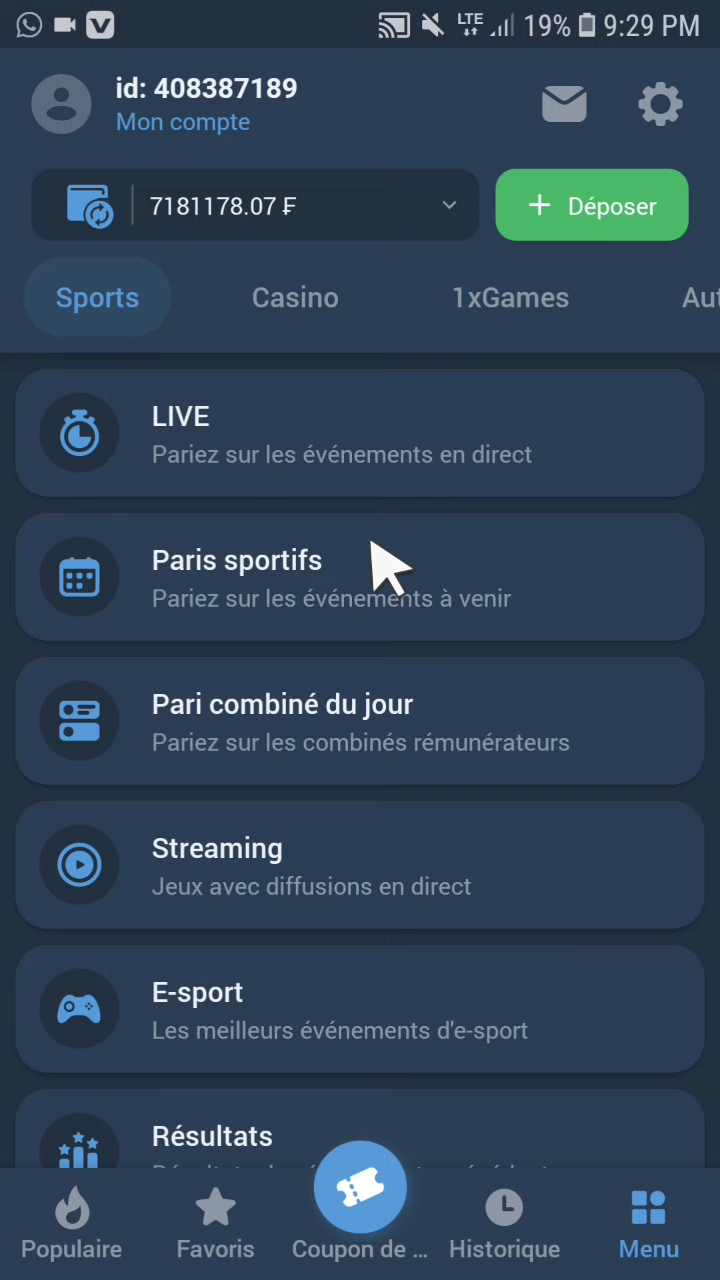 LTE 19% 9:29 PM
id: 408387189
Mon compte
7181178.07 ₣
+ Déposer
Sports Casino 1xGames Aut
LIVE
Pariez sur les événements en direct
Paris sportifs
Pariez sur les événements à venir
Pari combiné du jour
Pariez sur les combinés rémunérateurs
Streaming
Jeux avec diffusions en direct
E-sport
Les meilleurs événements d'e-sport
Résultats
Populaire Favoris Coupon de ... Historique Menu